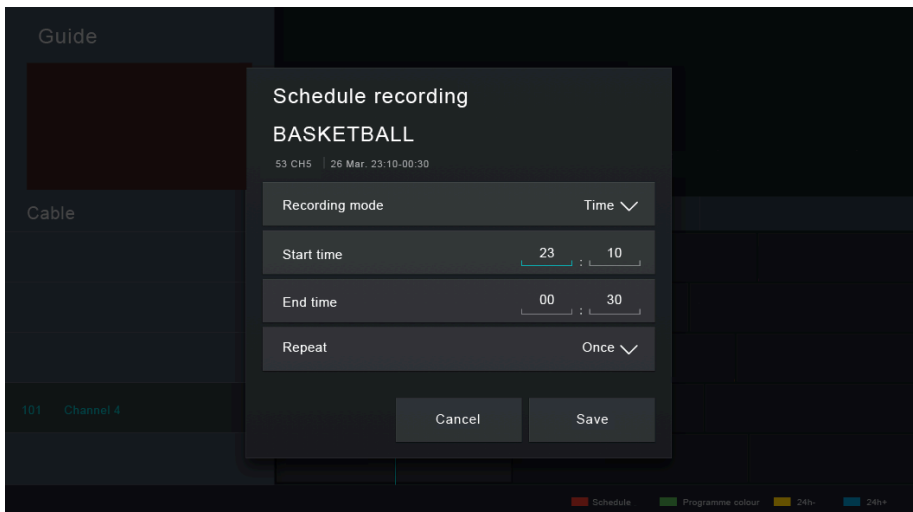 Guide
Schedule recording
BASKETBALL
53 CH5 | 26 Mar. 23:10-00:30
Cable
Recording mode Time
Start time 23 : 10
End time 00 : 30
Repeat Once
101 Channel 4
Cancel Save
Schedule Programme colour 24h- 24h+